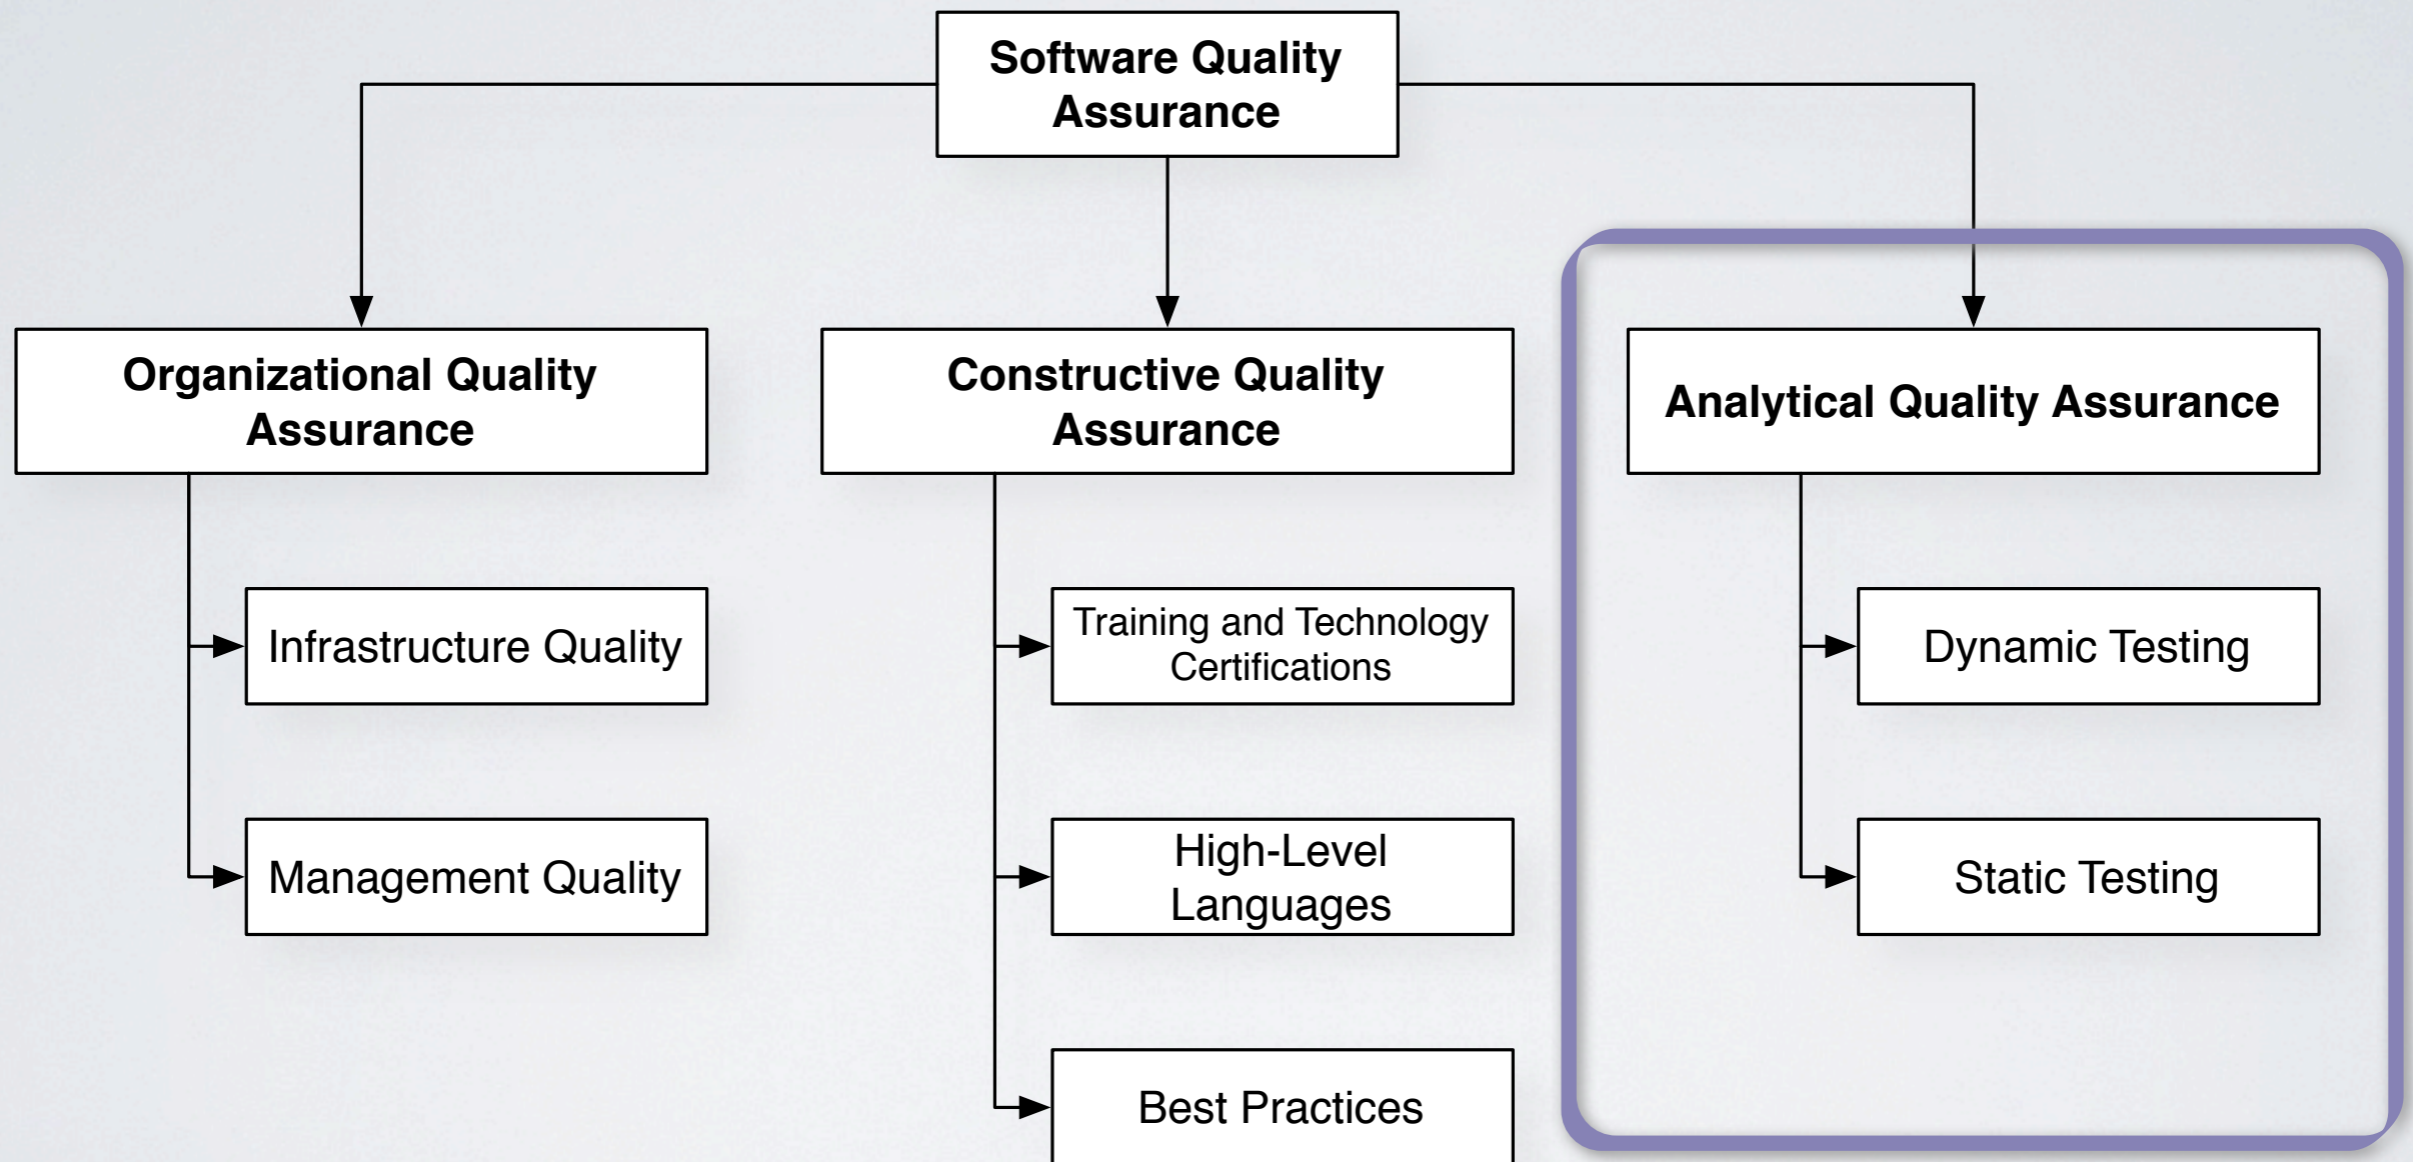 Software Quality
Assurance
Organizational Quality
Assurance
Constructive Quality
Assurance
Analytical Quality Assurance
Infrastructure Quality
Training and Technology
Certifications
Dynamic Testing
Management Quality
High-Level
Languages
Static Testing
Best Practices